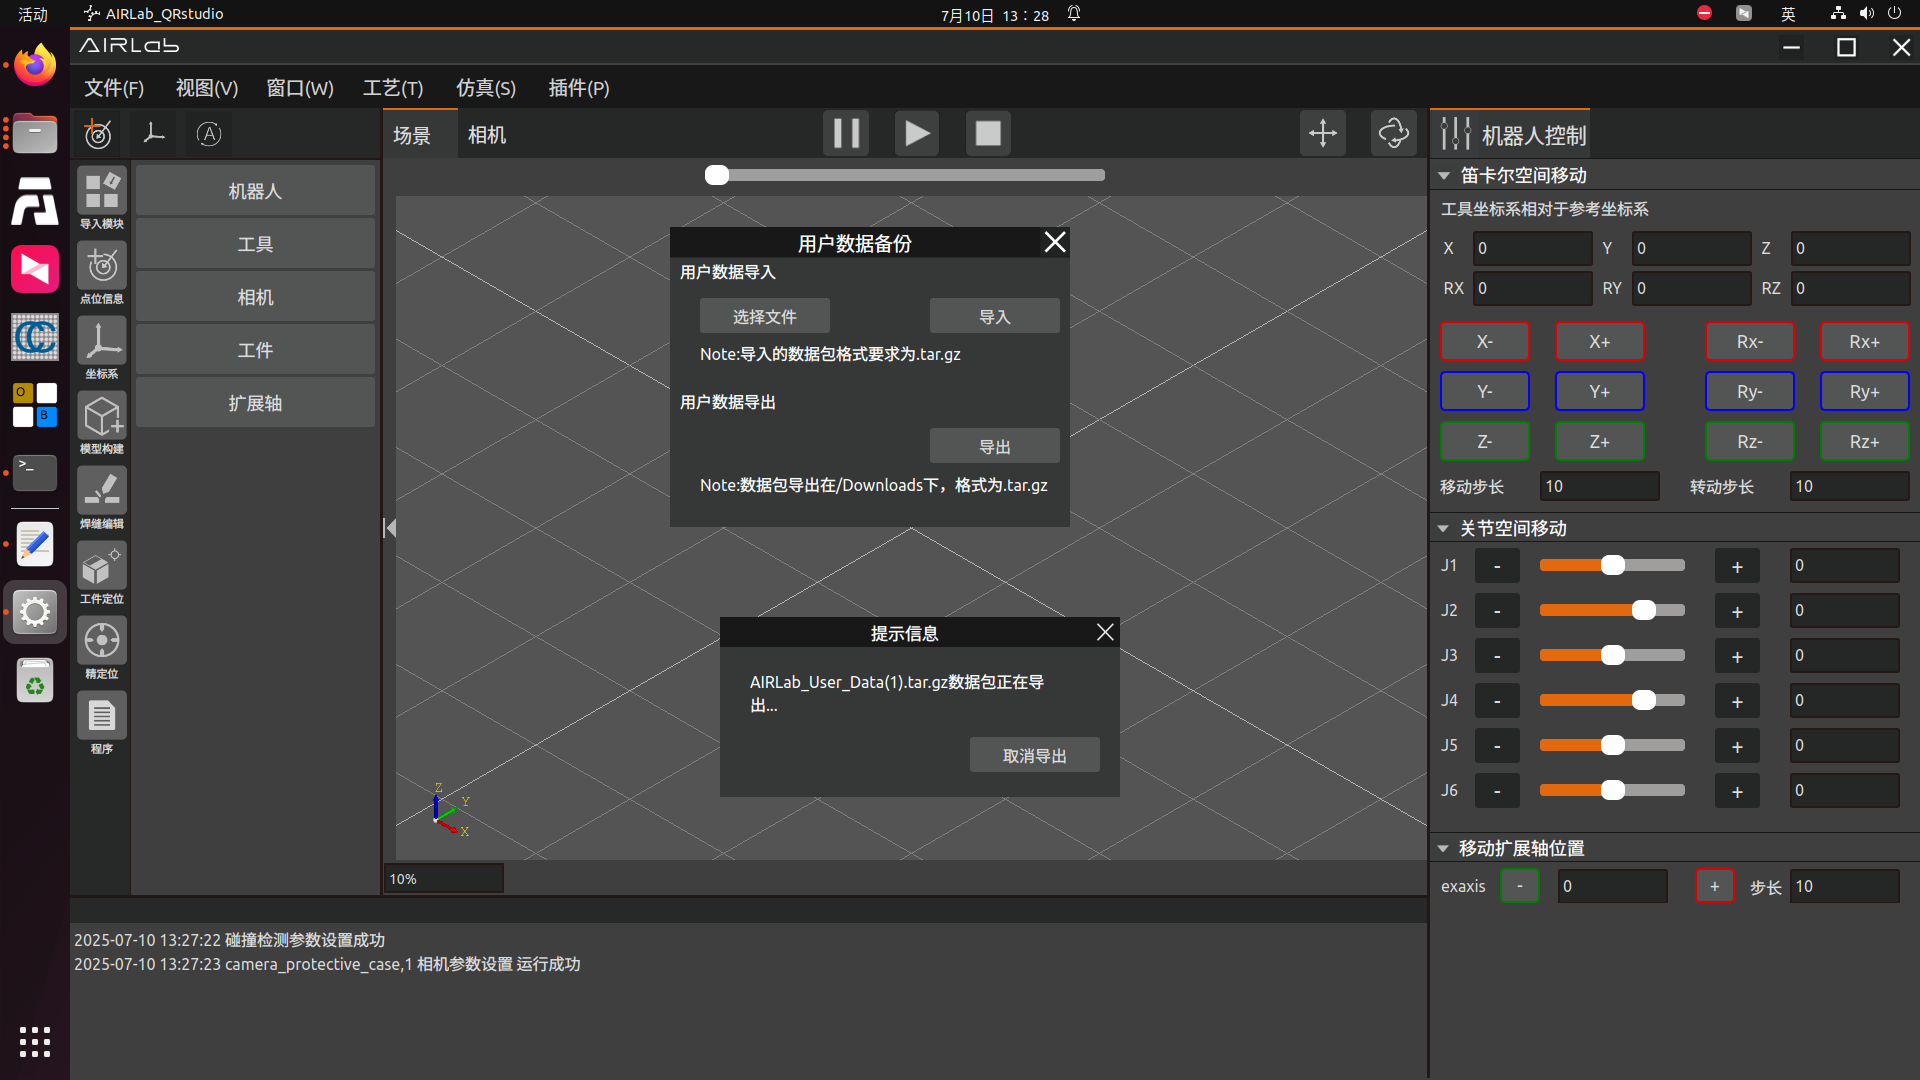 活动
AIRLab_QRstudio
7月10日 13：28
英
AIRLab
文件(F)
视图(V)
窗口(W)
工艺(T)
仿真(S)
插件(P)
A
场景
相机
机器人控制
导入模块
点位信息
坐标系
模型构建
焊缝编辑
工件定位
精定位
程序
机器人
工具
相机
工件
扩展轴
用户数据备份
用户数据导入
选择文件
导入
Note:导入的数据包格式要求为.tar.gz
用户数据导出
导出
Note:数据包导出在/Downloads下，格式为.tar.gz
提示信息
AIRLab_User_Data(1).tar.gz数据包正在导
出...
取消导出
Z
Y
X
10%
笛卡尔空间移动
工具坐标系相对于参考坐标系
X 0 Y 0 Z 0
RX 0 RY 0 RZ 0
X- X+ Rx- Rx+
Y- Y+ Ry- Ry+
Z- Z+ Rz- Rz+
移动步长 10 转动步长 10
关节空间移动
J1 - + 0
J2 - + 0
J3 - + 0
J4 - + 0
J5 - + 0
J6 - + 0
移动扩展轴位置
exaxis - 0 + 步长 10
2025-07-10 13:27:22 碰撞检测参数设置成功
2025-07-10 13:27:23 camera_protective_case,1 相机参数设置 运行成功
CC
O
B
>_